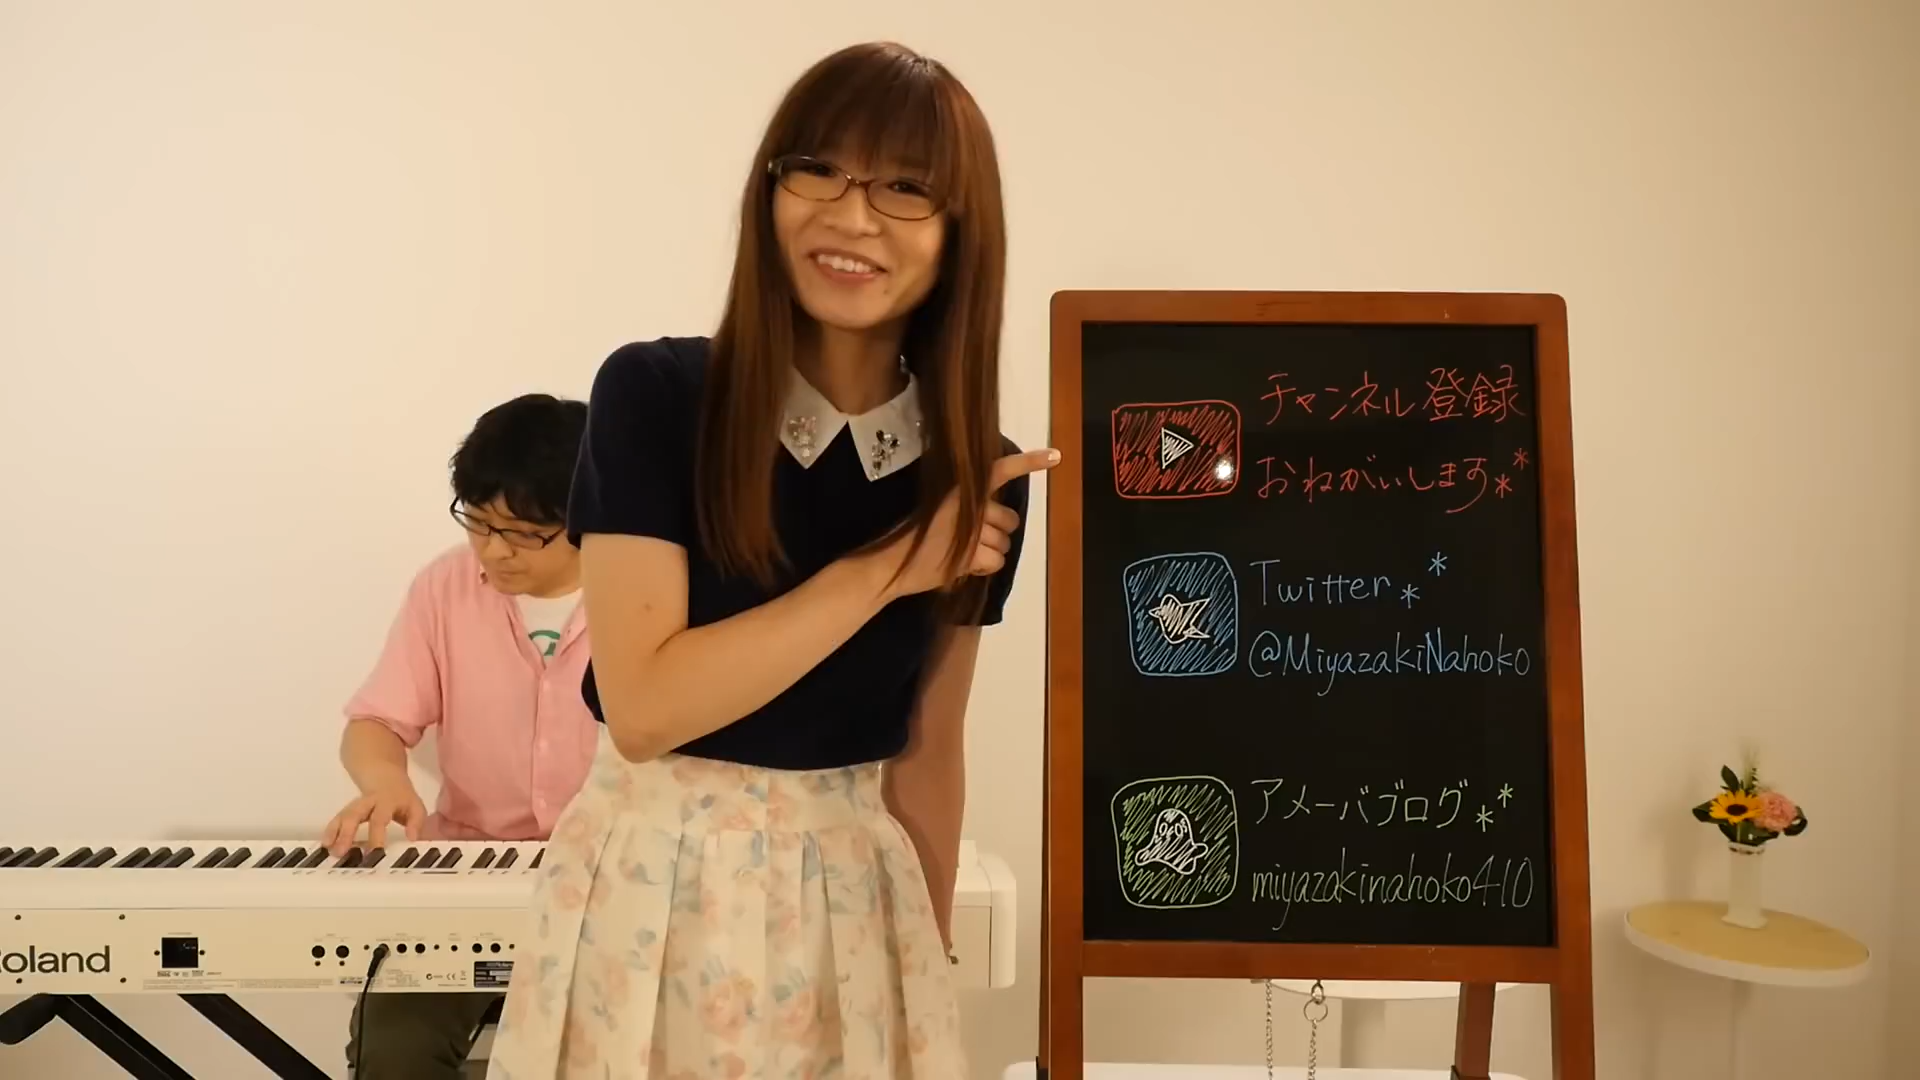 チャンネル登録
おねがいします**
Twitter**
@MiyazakiNahoko
アメーバブログ**
miyazakinahoko410
oland